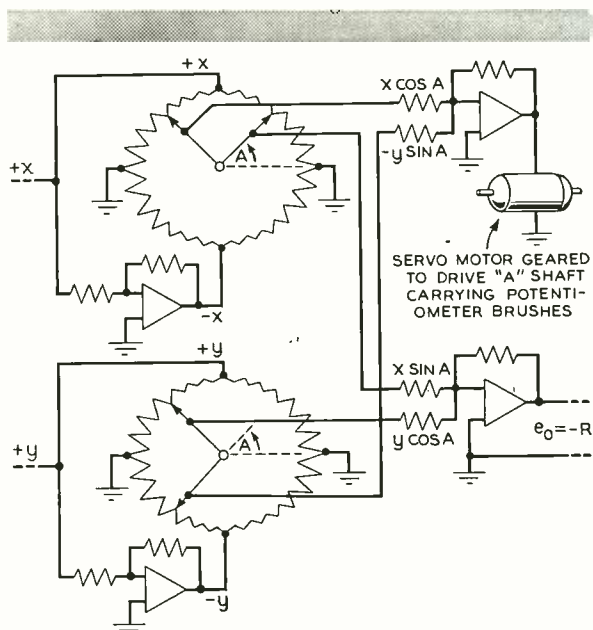 +x
x COS A
-y SIN A
A
+x
SERVO MOTOR GEARED
TO DRIVE "A" SHAFT
CARRYING POTENTI-
OMETER BRUSHES
-x
+y
x SIN A
y COS A
A
e₀=-R
+y
-y